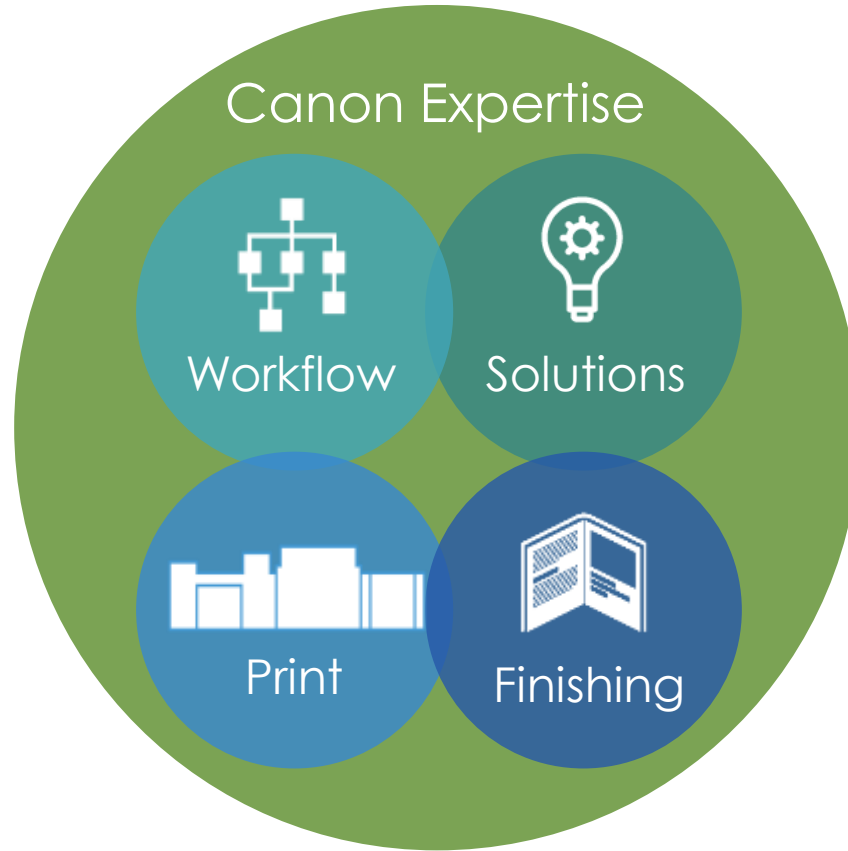 Canon Expertise
Workflow
Solutions
Print
Finishing